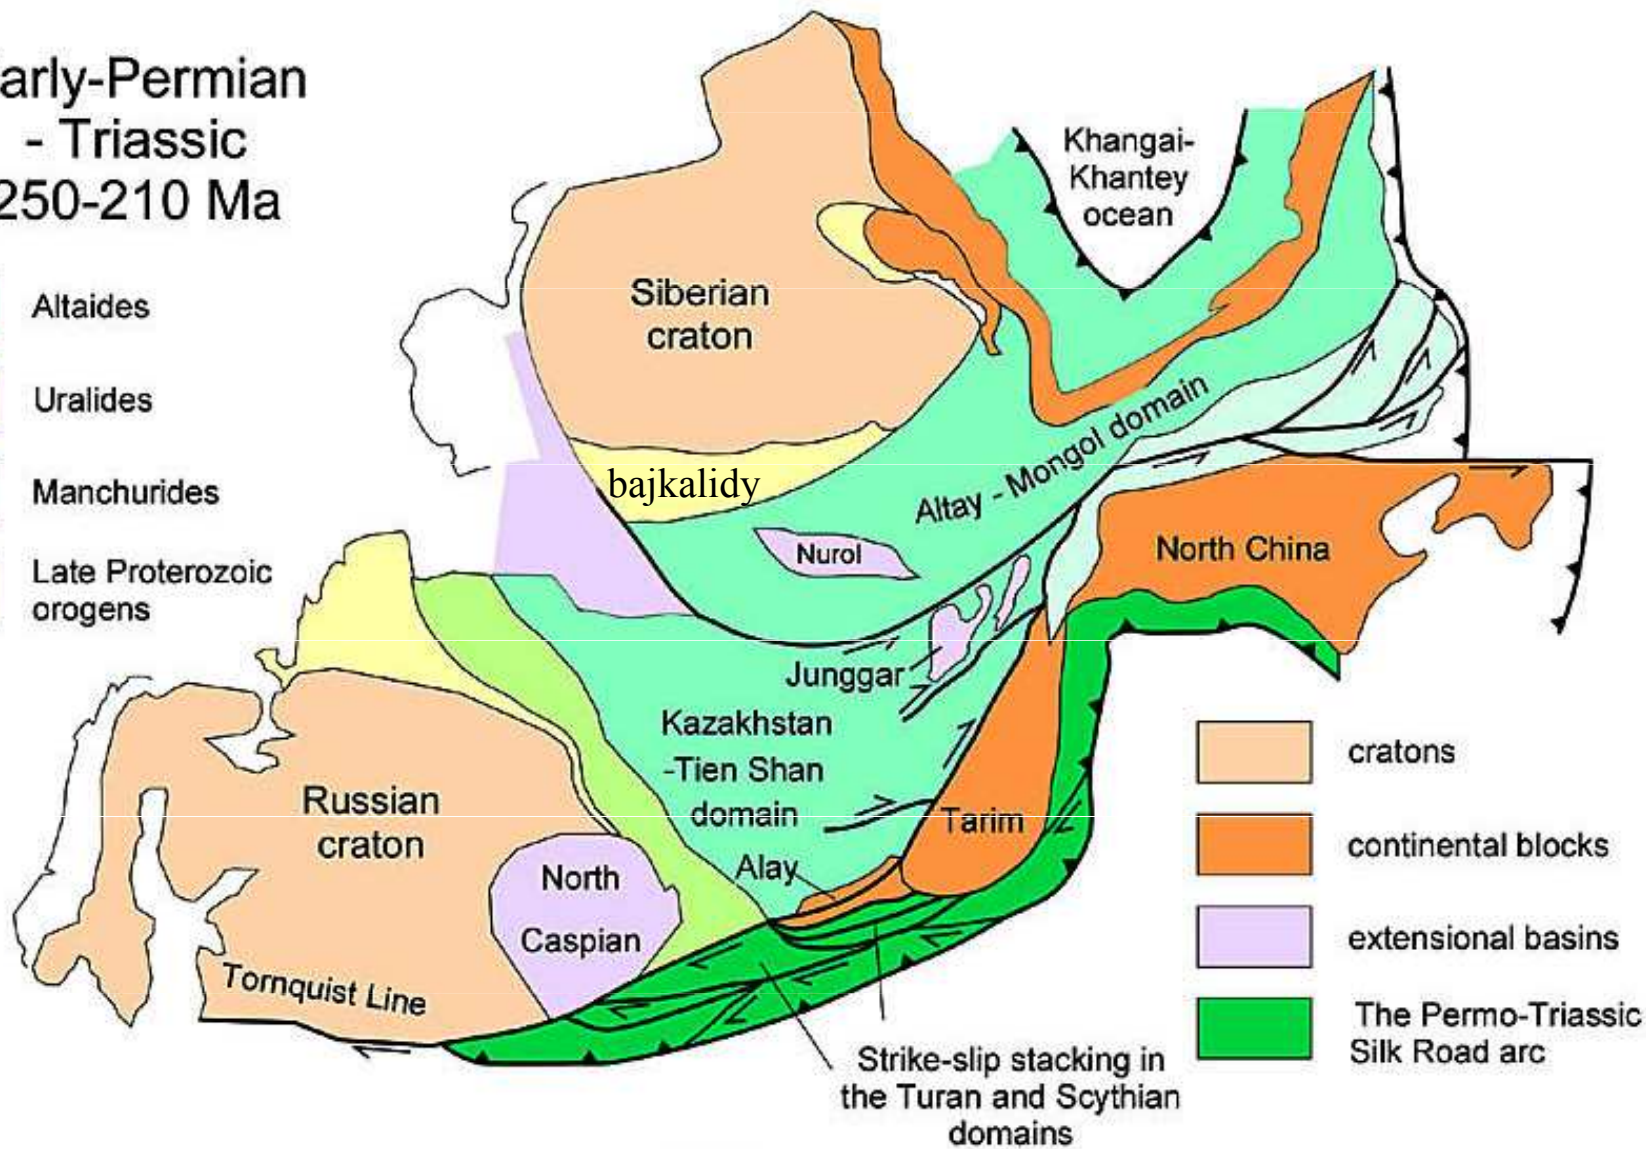 arly-Permian
- Triassic
250-210 Ma
Altaides
Uralides
Manchurides
Late Proterozoic
orogens
Khangai-
Khantey
ocean
Siberian
craton
bajkalidy
Altay - Mongol domain
Nurol
North China
Junggar
Kazakhstan
-Tien Shan
domain
Tarim
Alay
Russian
craton
North
Caspian
Tornquist Line
Strike-slip stacking in
the Turan and Scythian
domains
cratons
continental blocks
extensional basins
The Permo-Triassic
Silk Road arc